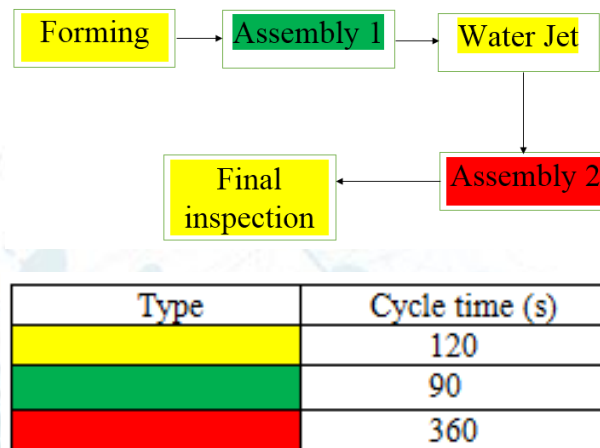 Forming
Assembly 1
Water Jet
Assembly 2
Final
inspection
Type Cycle time (s)
120
90
360